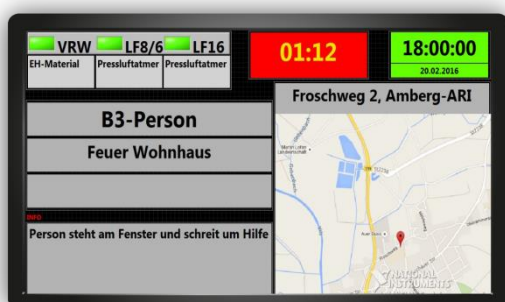 VRW LF8/6 LF16
EH-Material Pressluftatmer Pressluftatmer
01:12
18:00:00
20.02.2016
Froschweg 2, Amberg-ARI
B3-Person
Feuer Wohnhaus
INFO
Person steht am Fenster und schreit um Hilfe
NATIONAL
INSTRUMENTS